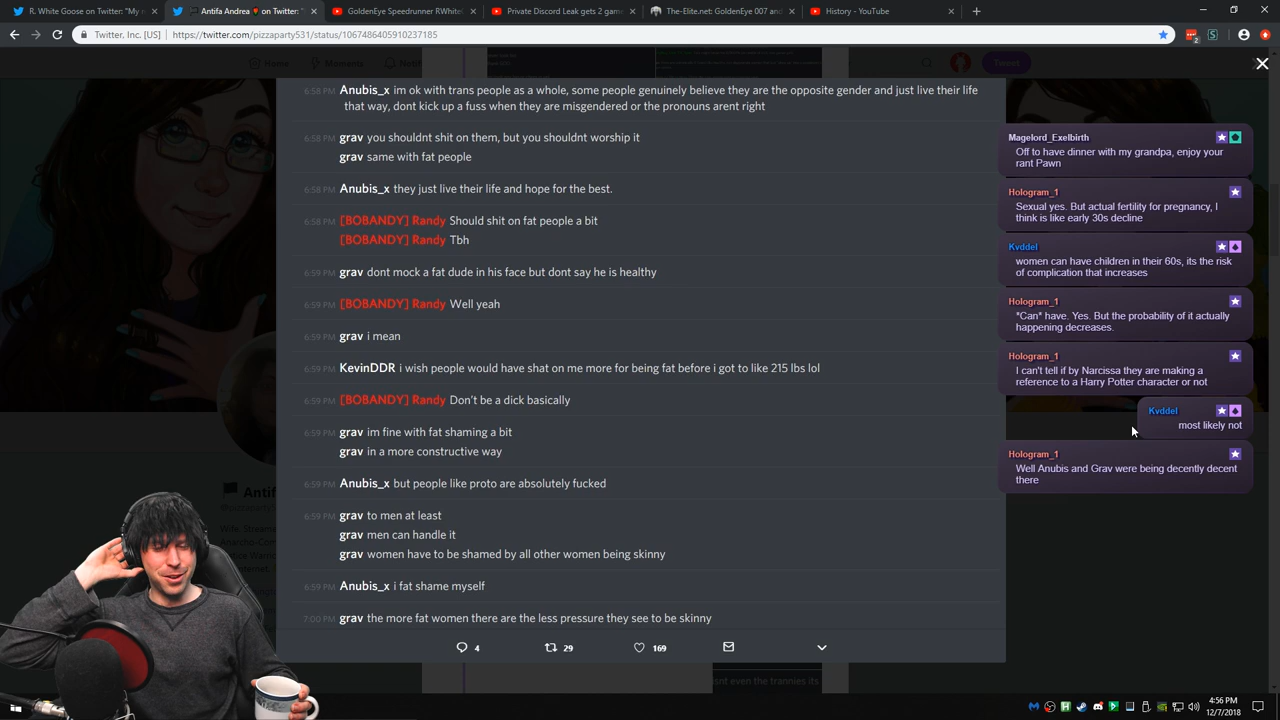 R. White Goose on Twitter: "My n
Antifa Andrea on Twitter: "
GoldenEye Speedrunner RWhite
Private Discord Leak gets 2 game
The-Elite.net: GoldenEye 007 and
History - YouTube
Twitter, Inc. [US] https://twitter.com/pizzaparty531/status/1067486405910237185
Home Moments Notifi Tweet
6:58 PM Anubis_x im ok with trans people as a whole, some people genuinely believe they are the opposite gender and just live their life
that way, dont kick up a fuss when they are misgendered or the pronouns arent right
6:58 PM grav you shouldnt shit on them, but you shouldnt worship it
grav same with fat people
6:58 PM Anubis_x they just live their life and hope for the best.
6:58 PM [BOBANDY] Randy Should shit on fat people a bit
[BOBANDY] Randy Tbh
6:59 PM grav dont mock a fat dude in his face but dont say he is healthy
6:59 PM [BOBANDY] Randy Well yeah
6:59 PM grav i mean
6:59 PM KevinDDR i wish people would have shat on me more for being fat before i got to like 215 lbs lol
6:59 PM [BOBANDY] Randy Don't be a dick basically
6:59 PM grav im fine with fat shaming a bit
grav in a more constructive way
6:59 PM Anubis_x but people like proto are absolutely fucked
6:59 PM grav to men at least
grav men can handle it
grav women have to be shamed by all other women being skinny
6:59 PM Anubis_x i fat shame myself
7:00 PM grav the more fat women there are the less pressure they see to be skinny
4 29 169
isnt even the trannies its
Magelord_Exelbirth
Off to have dinner with my grandpa, enjoy your
rant Pawn
Hologram_1
Sexual yes. But actual fertility for pregnancy, I
think is like early 30s decline
Kvddel
women can have children in their 60s, its the risk
of complication that increases
Hologram_1
*Can* have. Yes. But the probability of it actually
happening decreases.
Hologram_1
I can't tell if by Narcissa they are making a
reference to a Harry Potter character or not
Kvddel
most likely not
Hologram_1
Well Anubis and Grav were being decently decent
there
Antif
@pizzap
Wife. Stream
Anarcho-Com
4:56 PM
12/7/2018